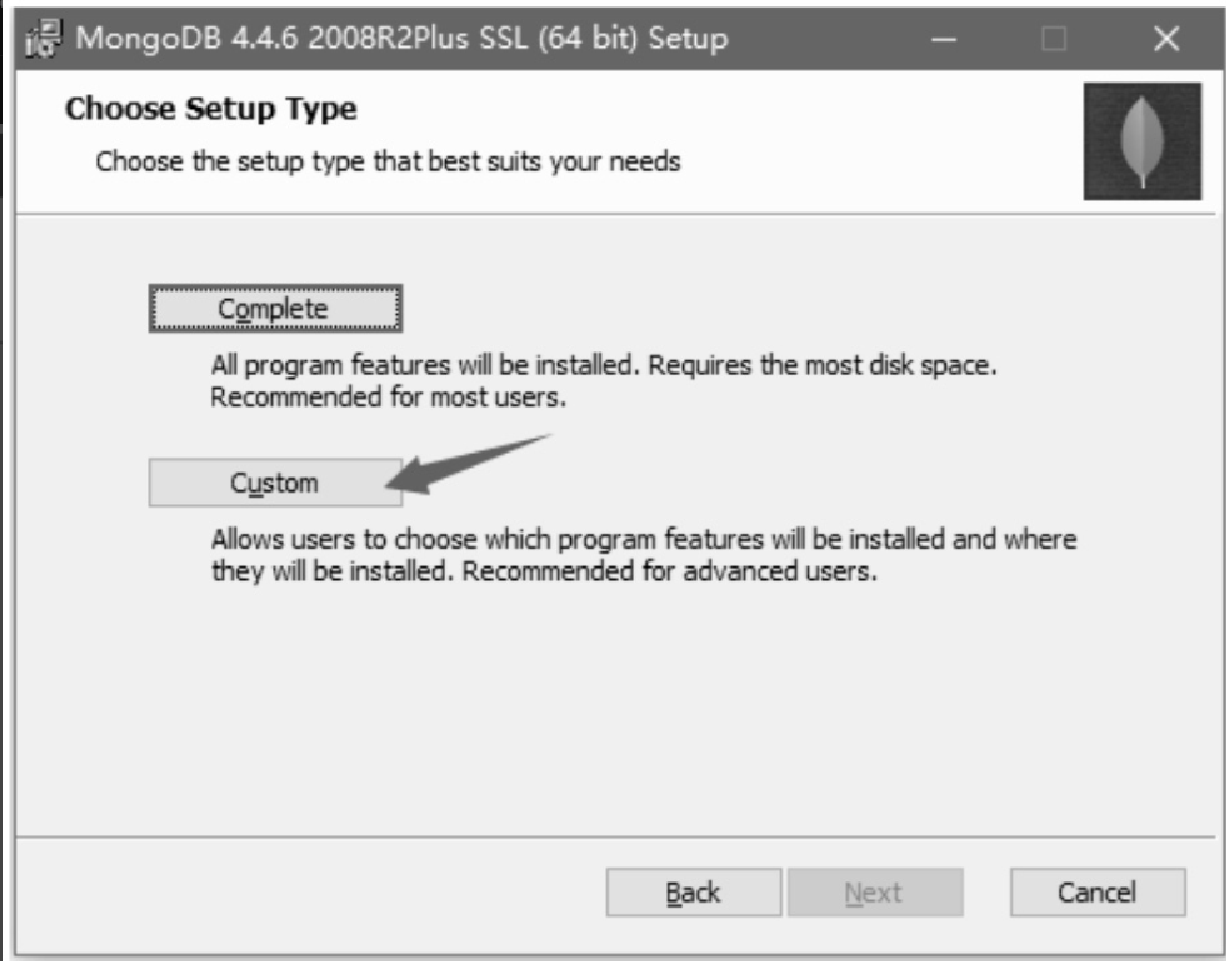 MongoDB 4.4.6 2008R2Plus SSL (64 bit) Setup
Choose Setup Type
Choose the setup type that best suits your needs
Complete
All program features will be installed. Requires the most disk space.
Recommended for most users.
Custom
Allows users to choose which program features will be installed and where
they will be installed. Recommended for advanced users.
Back Next Cancel